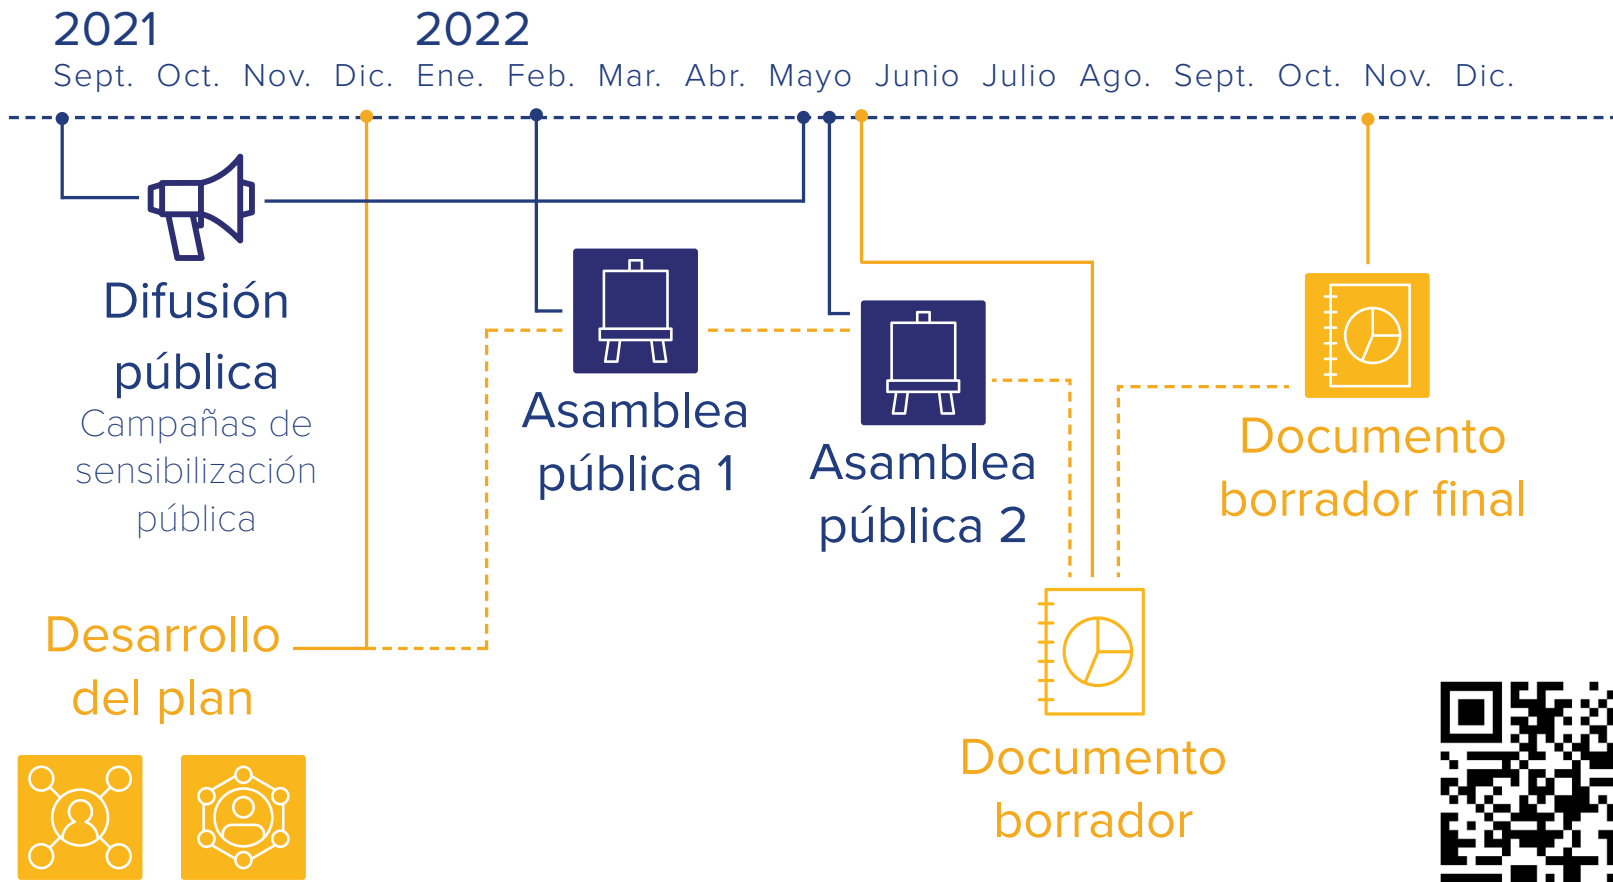 2021 2022
Sept. Oct. Nov. Dic. Ene. Feb. Mar. Abr. Mayo Junio Julio Ago. Sept. Oct. Nov. Dic.
Difusión
pública
Campañas de
sensibilización
pública
Asamblea
pública 1
Asamblea
pública 2
Documento
borrador final
Desarrollo
del plan
Documento
borrador